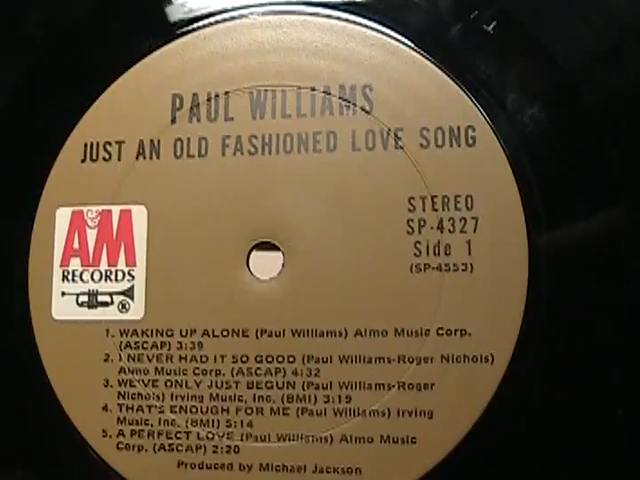 PAUL WILLIAMS
JUST AN OLD FASHIONED LOVE SONG
STEREO
SP-4327
Side 1
(SP-4553)
A&M
RECORDS
®
1. WAKING UP ALONE (Paul Williams) Almo Music Corp.
(ASCAP) 3:39
2. I NEVER HAD IT SO GOOD (Paul Williams-Roger Nichols)
Almo Music Corp. (ASCAP) 4:32
3. WE'VE ONLY JUST BEGUN (Paul Williams-Roger
Nichols) Irving Music, Inc. (BMI) 3:19
4. THAT'S ENOUGH FOR ME (Paul Williams) Irving
Music, Inc. (BMI) 5:14
5. A PERFECT LOVE (Paul Williams) Almo Music
Corp. (ASCAP) 2:20
Produced by Michael Jackson